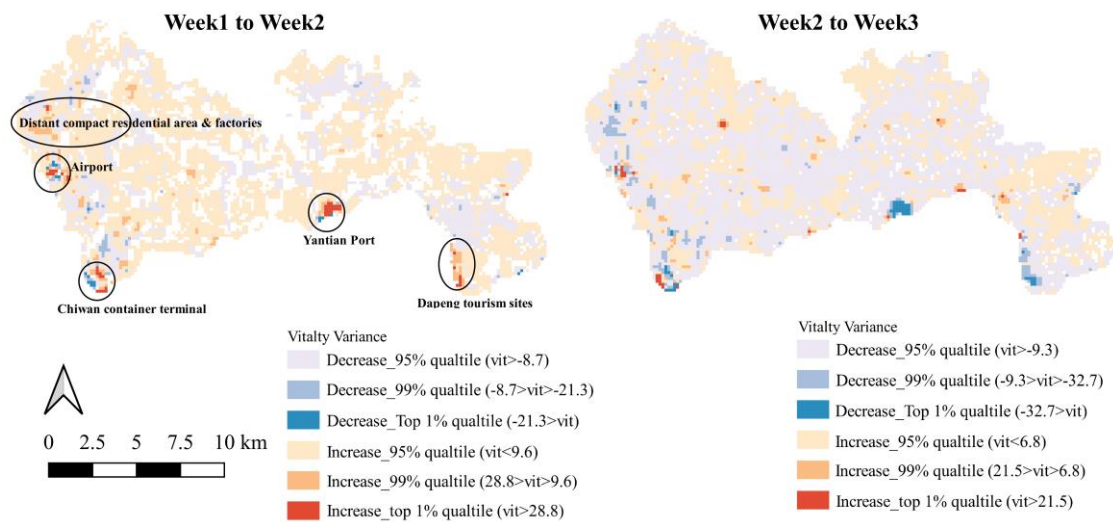 Week1 to Week2
Week2 to Week3
Distant compact residential area & factories
Airport
Yantian Port
Chiwan container terminal
Dapeng tourism sites
Vitalty Variance
Decrease_95% qualtile (vit>-8.7)
Decrease_99% qualtile (-8.7>vit>-21.3)
Decrease_Top 1% qualtile (-21.3>vit)
Increase_95% qualtile (vit<9.6)
Increase_99% qualtile (28.8>vit>9.6)
Increase_top 1% qualtile (vit>28.8)
0 2.5 5 7.5 10 km
Vitalty Variance
Decrease_95% qualtile (vit>-9.3)
Decrease_99% qualtile (-9.3>vit>-32.7)
Decrease_Top 1% qualtile (-32.7>vit)
Increase_95% qualtile (vit<6.8)
Increase_99% qualtile (21.5>vit>6.8)
Increase_top 1% qualtile (vit>21.5)